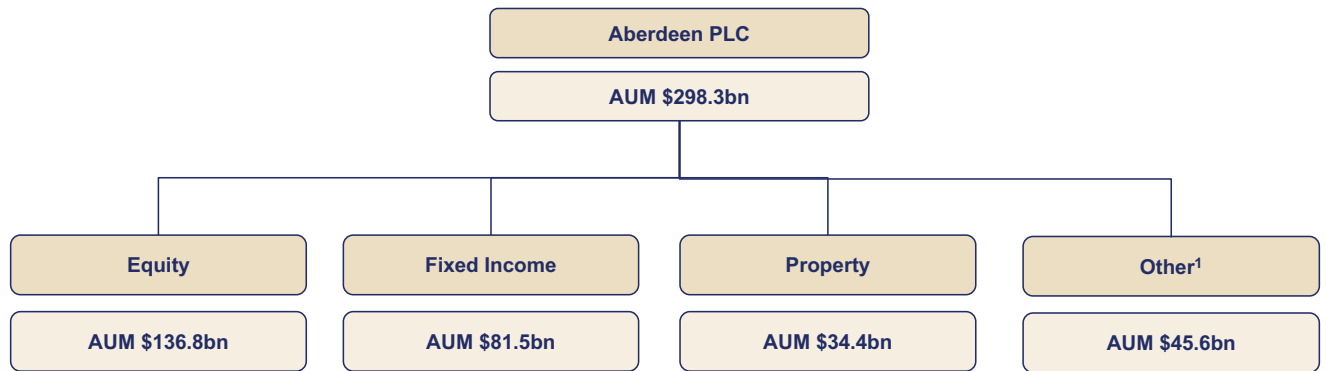 Aberdeen PLC
AUM $298.3bn
Equity
Fixed Income
Property
Other¹
AUM $136.8bn
AUM $81.5bn
AUM $34.4bn
AUM $45.6bn